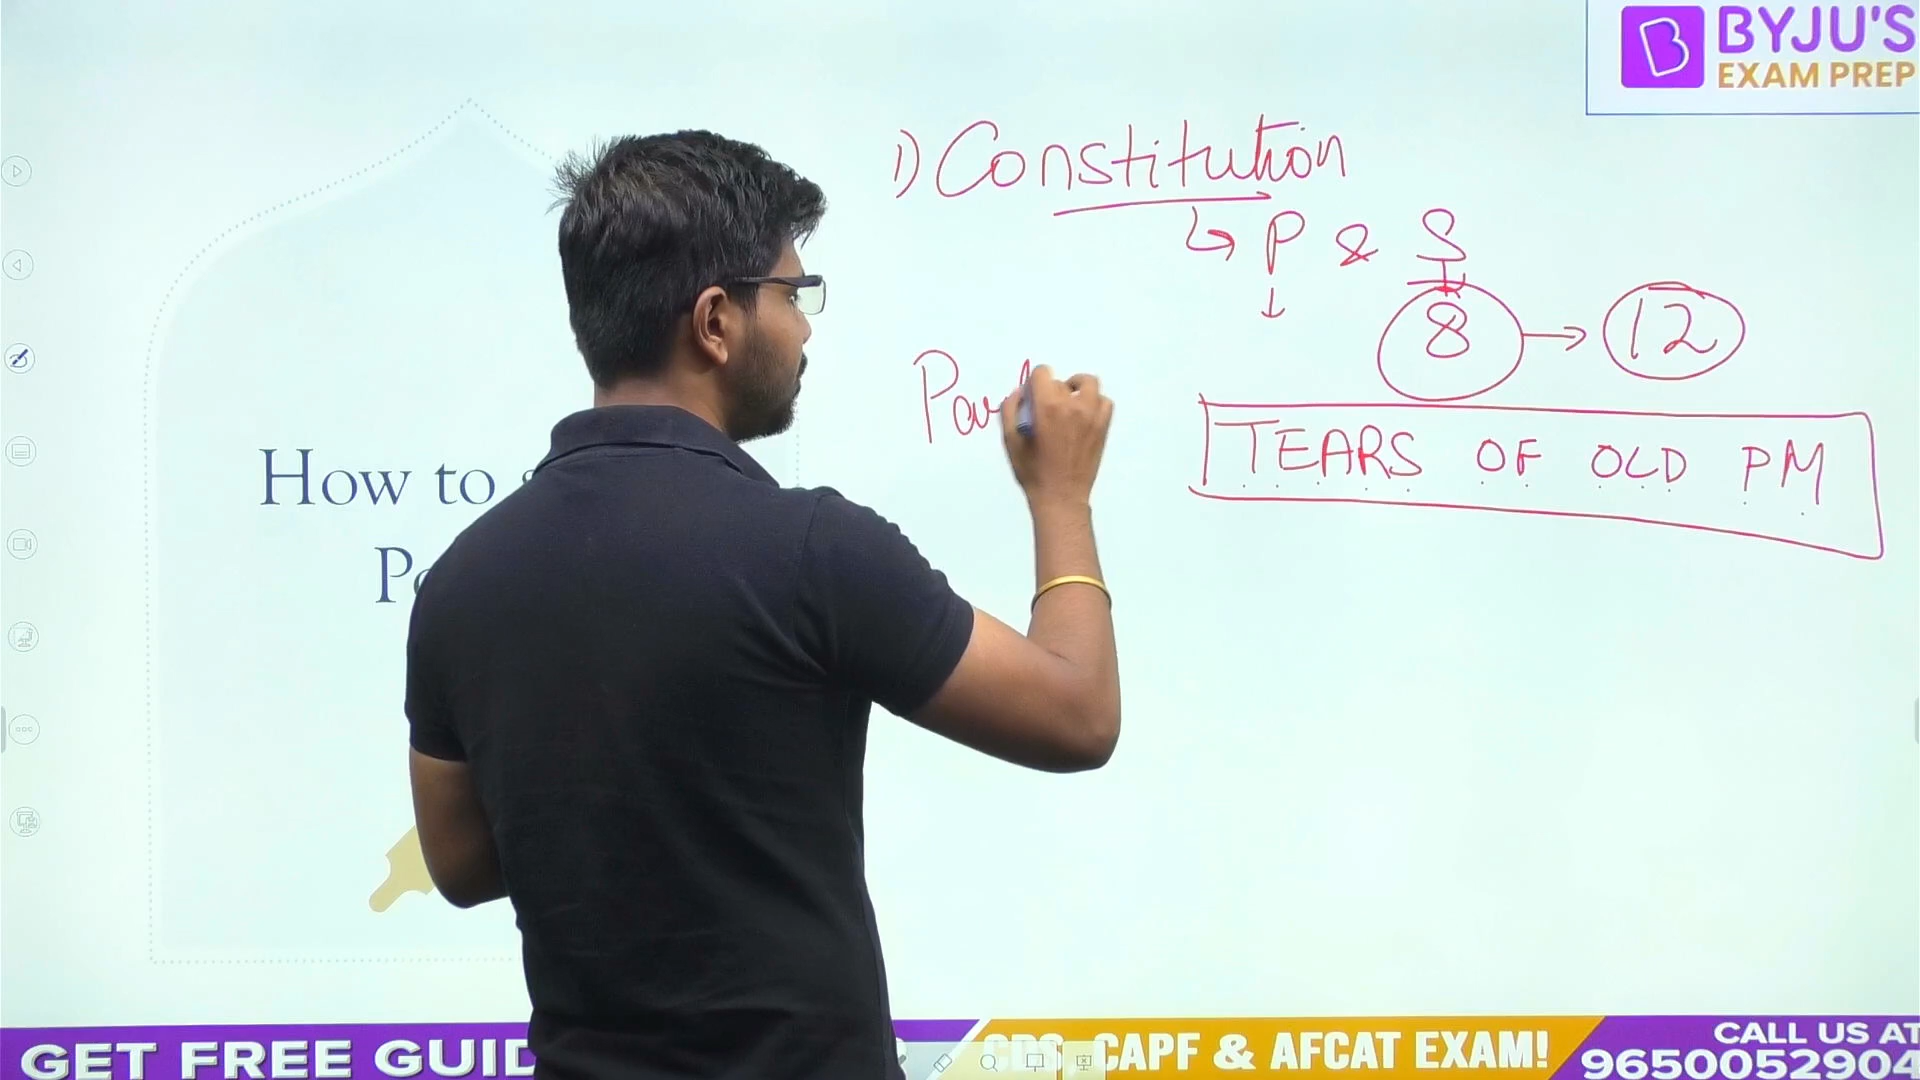 BYJU'S
EXAM PREP
1) Constitution
↳ P & S
↓
8 → 12
TEARS OF OLD PM
How to
GET FREE
CDS, CAPF & AFCAT EXAM!
CALL US AT
9650052904